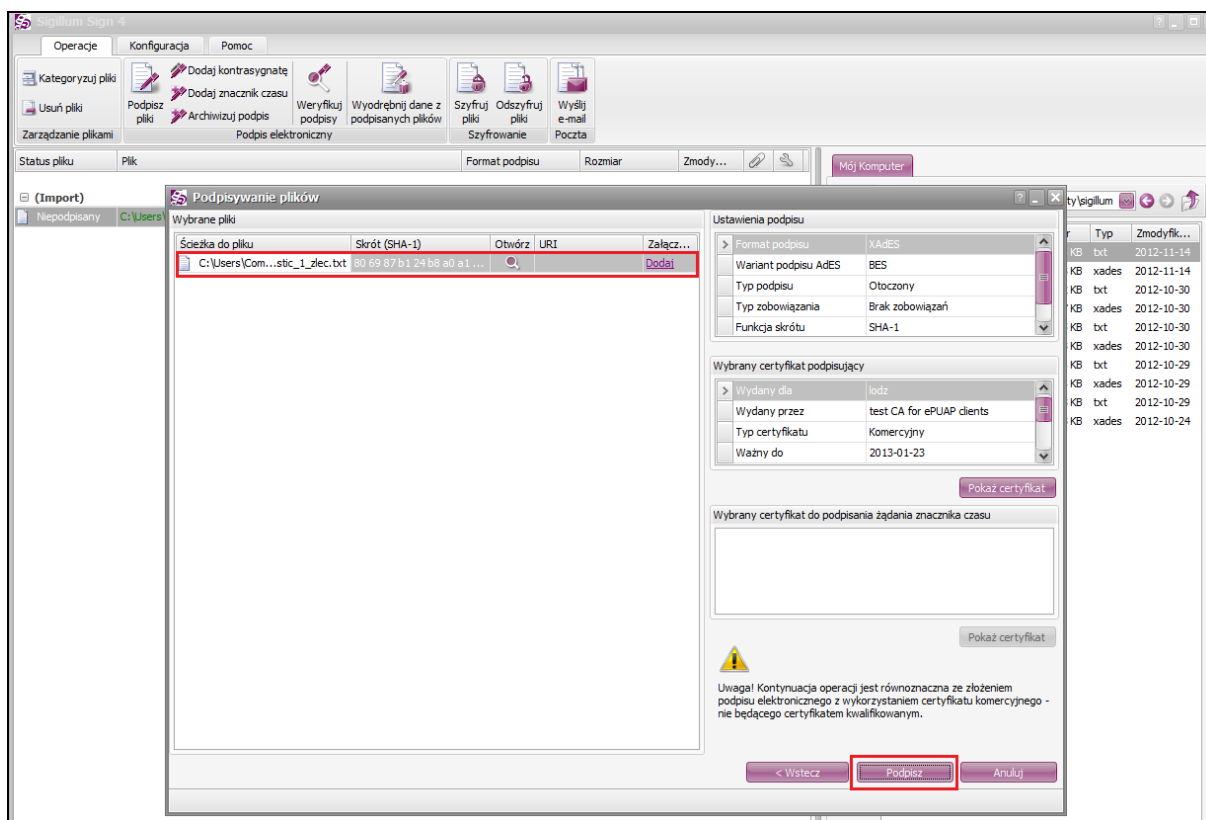 Sigillum Sign 4
Operacje Konfiguracja Pomoc
Kategoryzuj pliki
Usuń pliki
Zarządzanie plikami
Podpisz pliki
Dodaj kontrasygnatę
Dodaj znacznik czasu
Archiwizuj podpis
Weryfikuj podpisy
Wyodrębnij dane z podpisanych plików
Podpis elektroniczny
Szyfruj pliki
Odszyfruj pliki
Szyfrowanie
Wyślij e-mail
Poczta
Status pliku Plik Format podpisu Rozmiar Zmody...
Mój Komputer
(Import)
Niepodpisany C:\Users\
ty\sigillum
Podpisywanie plików
Wybrane pliki
Ścieżka do pliku Skrót (SHA-1) Otwórz URI Załącz...
C:\Users\Com...stic_1_zlec.txt 80 69 87 b1 24 b8 a0 a1 ... Dodaj
Ustawienia podpisu
Format podpisu XAdES
Wariant podpisu AdES BES
Typ podpisu Otoczony
Typ zobowiązania Brak zobowiązań
Funkcja skrótu SHA-1
Wybrany certyfikat podpisujący
Wydany dla lodz
Wydany przez test CA for ePUAP clients
Typ certyfikatu Komercyjny
Ważny do 2013-01-23
Pokaż certyfikat
Wybrany certyfikat do podpisania żądania znacznika czasu
Pokaż certyfikat
Uwaga! Kontynuacja operacji jest równoznaczna ze złożeniem
podpisu elektronicznego z wykorzystaniem certyfikatu komercyjnego -
nie będącego certyfikatem kwalifikowanym.
< Wstecz Podpisz Anuluj
r Typ Zmodyfik...
KB txt 2012-11-14
KB xades 2012-11-14
KB txt 2012-10-30
KB xades 2012-10-30
KB txt 2012-10-30
KB xades 2012-10-30
KB txt 2012-10-29
KB xades 2012-10-29
KB txt 2012-10-29
KB xades 2012-10-24